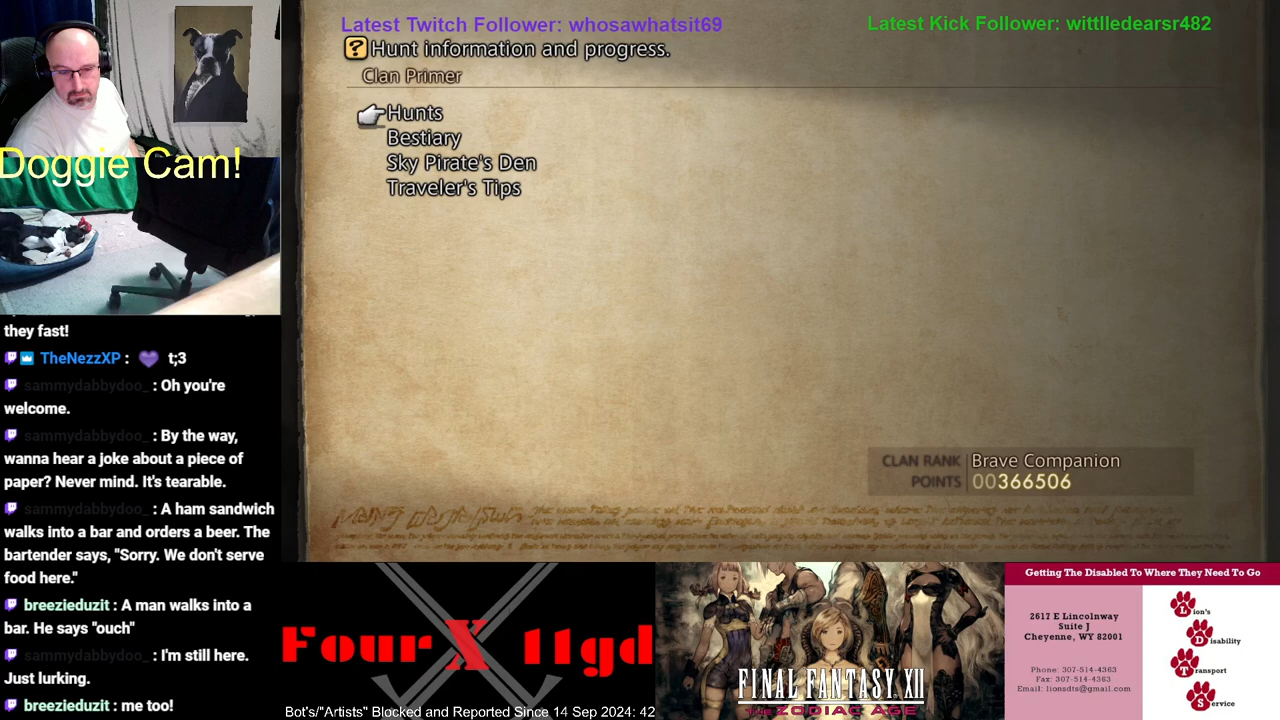 Latest Twitch Follower: whosawhatsit69
Latest Kick Follower: wittlledearsr482
Hunt information and progress.
Clan Primer
Hunts
Bestiary
Sky Pirate's Den
Traveler's Tips
CLAN RANK Brave Companion
POINTS 00366506
Doggie Cam!
they fast!
TheNezzXP : t;3
sammydabbydoo_ : Oh you're
welcome.
sammydabbydoo_ : By the way,
wanna hear a joke about a piece of
paper? Never mind. It's tearable.
sammydabbydoo_ : A ham sandwich
walks into a bar and orders a beer. The
bartender says, "Sorry. We don't serve
food here."
breezieduzit : A man walks into a
bar. He says "ouch"
sammydabbydoo_ : I'm still here.
Just lurking.
breezieduzit : me too!
Four X 11gd
Bot's/"Artists" Blocked and Reported Since 14 Sep 2024: 42
FINAL FANTASY XII
THE ZODIAC AGE
Getting The Disabled To Where They Need To Go
2617 E Lincolnway
Suite J
Cheyenne, WY 82001
Phone: 307-514-4363
Fax: 307-514-4363
Email: lionsdts@gmail.com
Lion's
Disability
Transport
Service